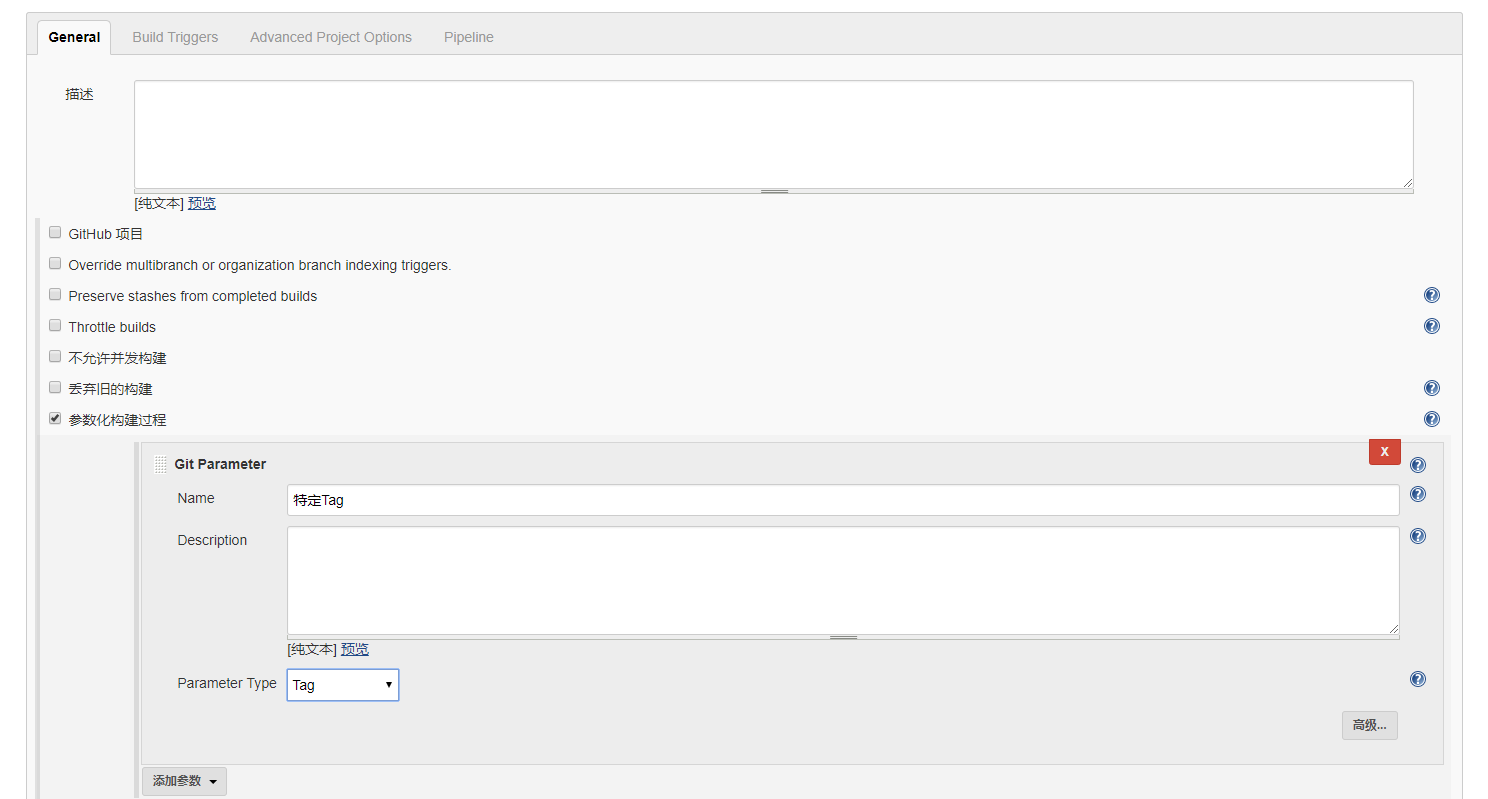 General Build Triggers Advanced Project Options Pipeline
描述
[纯文本] 预览
GitHub 项目
Override multibranch or organization branch indexing triggers.
Preserve stashes from completed builds
Throttle builds
不允许并发构建
丢弃旧的构建
参数化构建过程
X
Git Parameter
Name 特定Tag
Description
[纯文本] 预览
Parameter Type Tag
高级...
添加参数